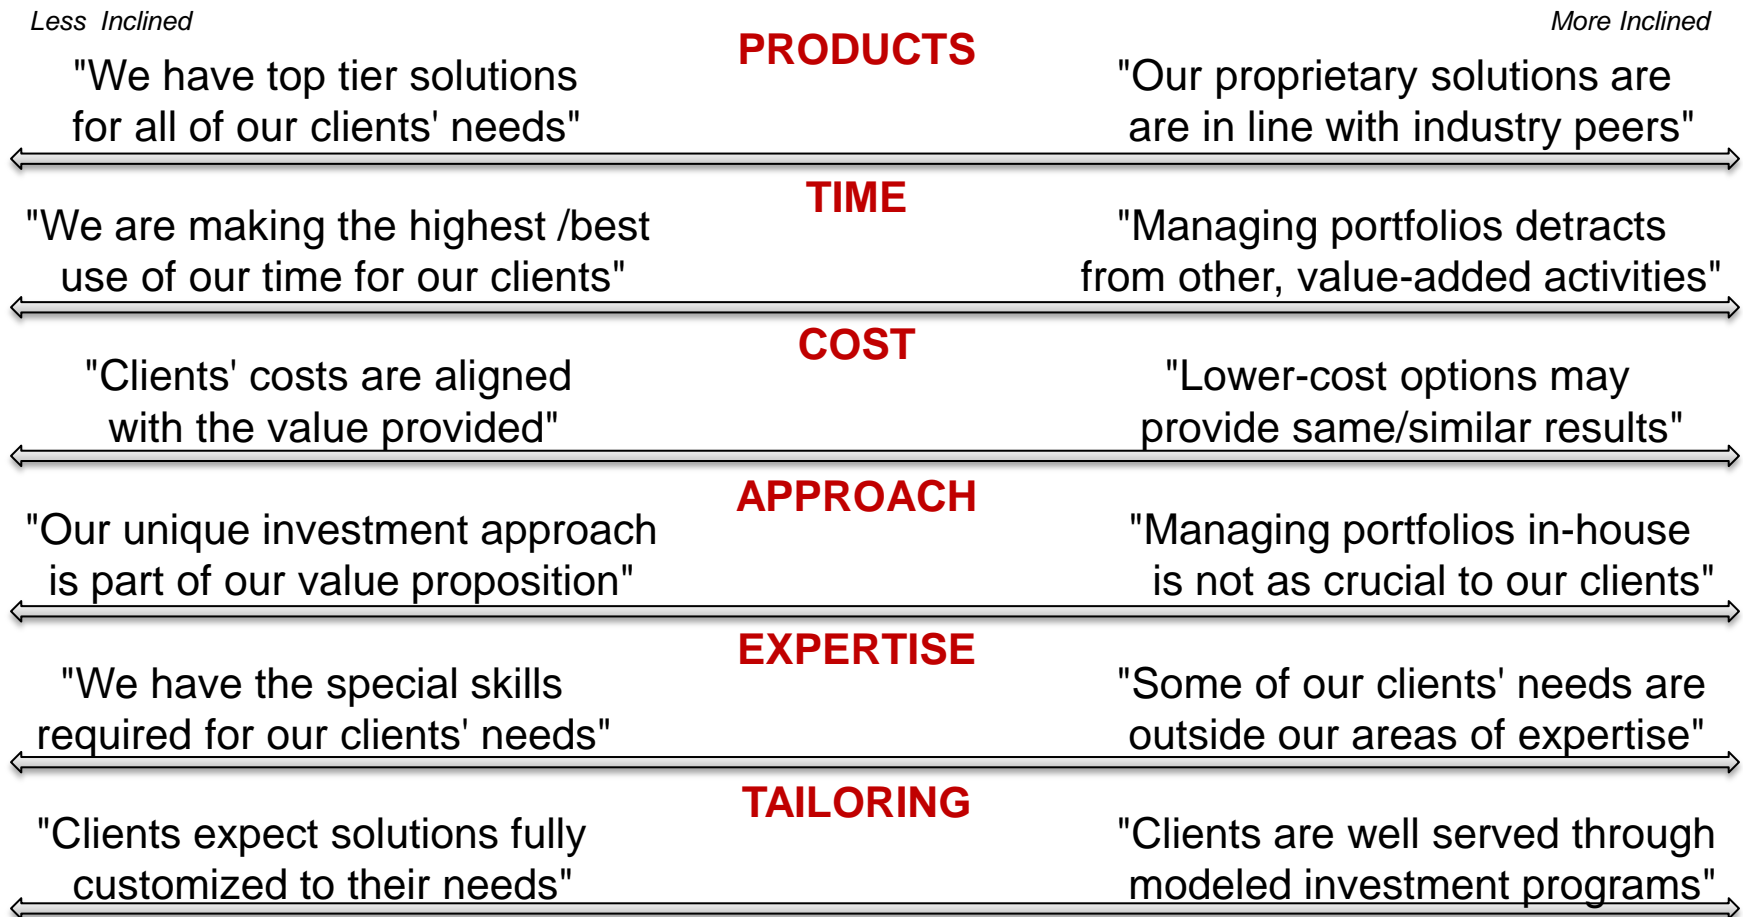 Less Inclined
More Inclined
PRODUCTS
"We have top tier solutions
for all of our clients' needs"
"Our proprietary solutions are
are in line with industry peers"
TIME
"We are making the highest /best
use of our time for our clients"
"Managing portfolios detracts
from other, value-added activities"
COST
"Clients' costs are aligned
with the value provided"
"Lower-cost options may
provide same/similar results"
APPROACH
"Our unique investment approach
is part of our value proposition"
"Managing portfolios in-house
is not as crucial to our clients"
EXPERTISE
"We have the special skills
required for our clients' needs"
"Some of our clients' needs are
outside our areas of expertise"
TAILORING
"Clients expect solutions fully
customized to their needs"
"Clients are well served through
modeled investment programs"